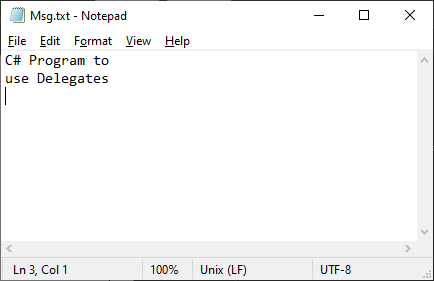 Msg.txt - Notepad
File Edit Format View Help
C# Program to
use Delegates
Ln 3, Col 1 100% Unix (LF) UTF-8